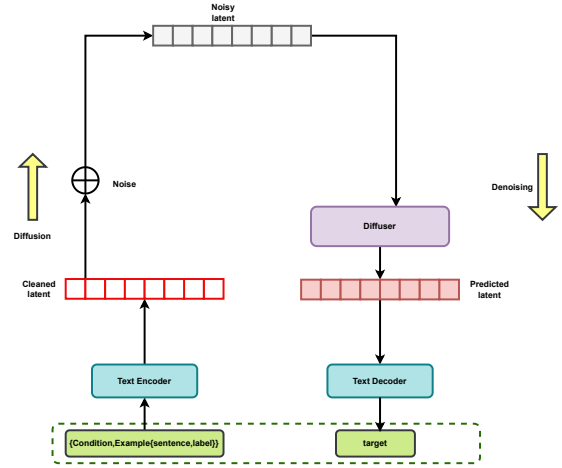 Noisy
latent
Noise
Denoising
Diffusion
Diffuser
Cleaned
latent
Predicted
latent
Text Encoder
Text Decoder
{Condition,Example{sentence,label}}
target